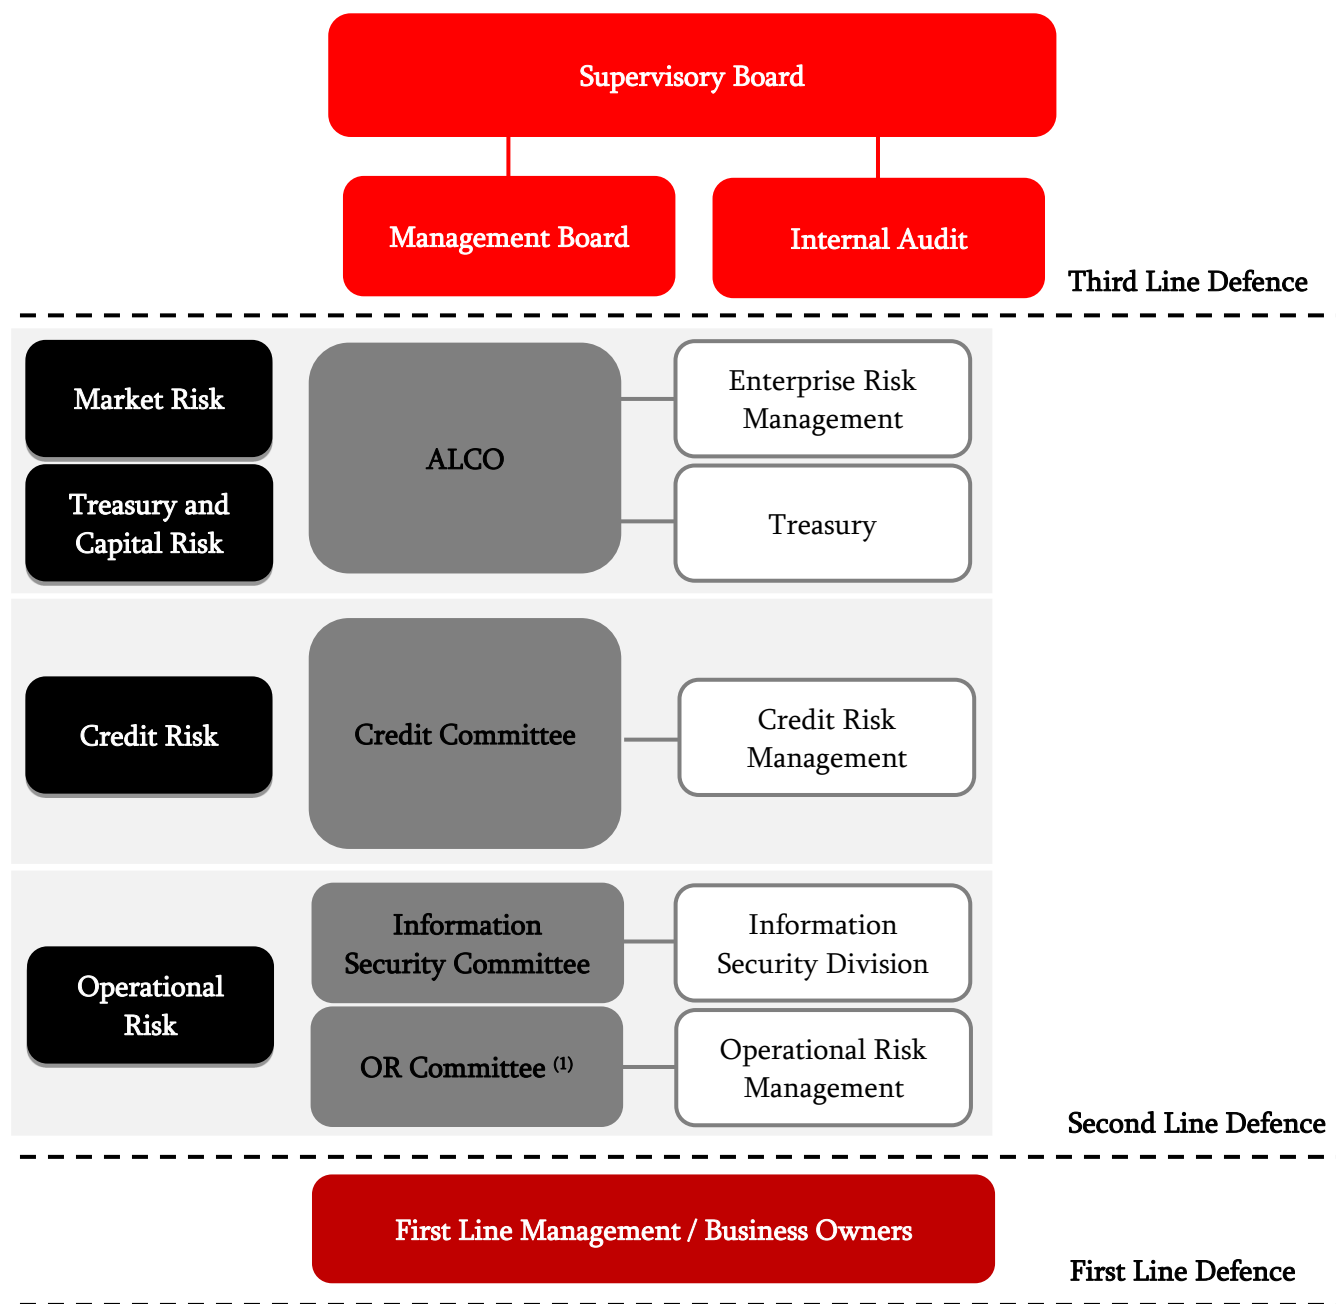 Supervisory Board
Management Board
Internal Audit
Third Line Defence
Market Risk
Treasury and
Capital Risk
ALCO
Enterprise Risk
Management
Treasury
Credit Risk
Credit Committee
Credit Risk
Management
Operational
Risk
Information
Security Committee
Information
Security Division
OR Committee (1)
Operational Risk
Management
Second Line Defence
First Line Management / Business Owners
First Line Defence